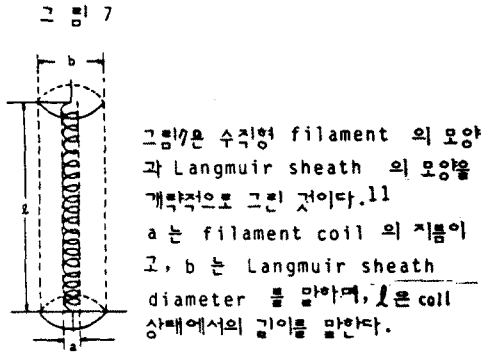 그 림 7
b
ℓ
a
그림7은 수직형 filament 의 모양
과 Langmuir sheath 의 모양을
개략적으로 그린 것이다.11
a 는 filament coil 의 지름이
고, b 는 Langmuir sheath
diameter 를 말하며, ℓ은 coil
상태에서의 길이를 말한다.